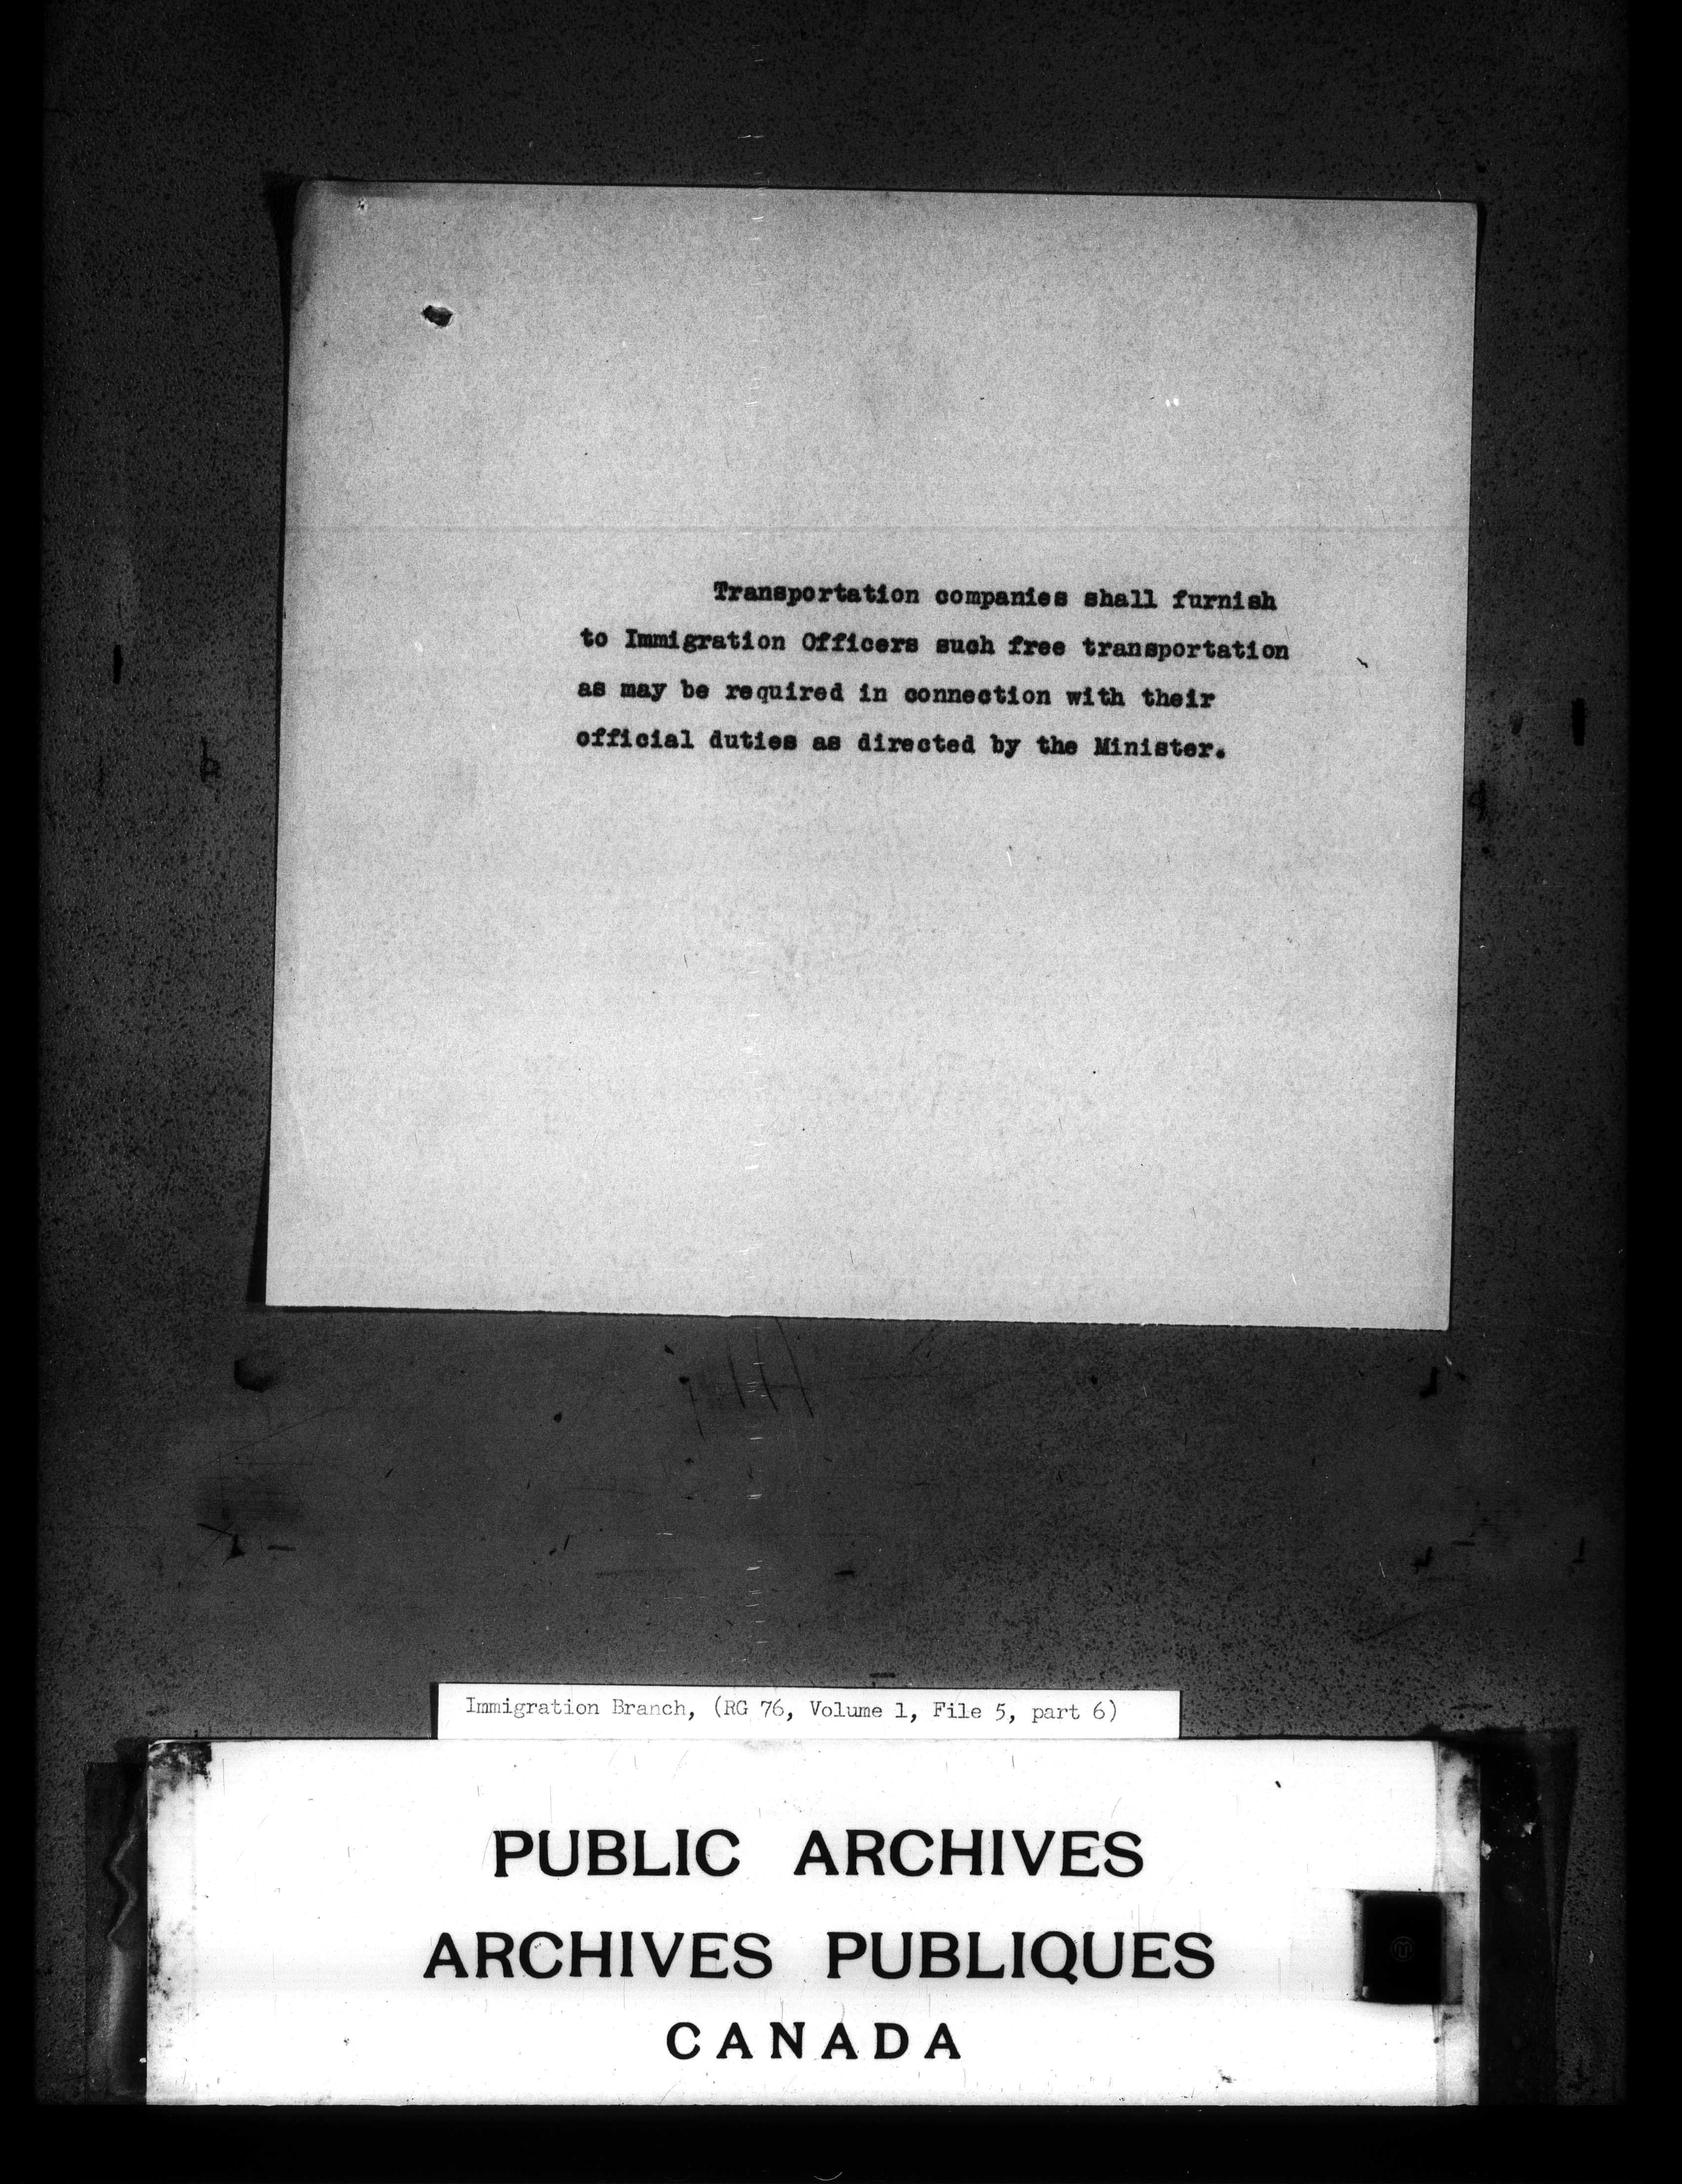 Transportation companies shall furnish
to Immigration Officers such free transportation
as may be required in connection with their
official duties as directed by the Minister.
Immigration Branch, (RG 76, Volume 1, File 5, part 6)
PUBLIC ARCHIVES
ARCHIVES PUBLIQUES
CANADA